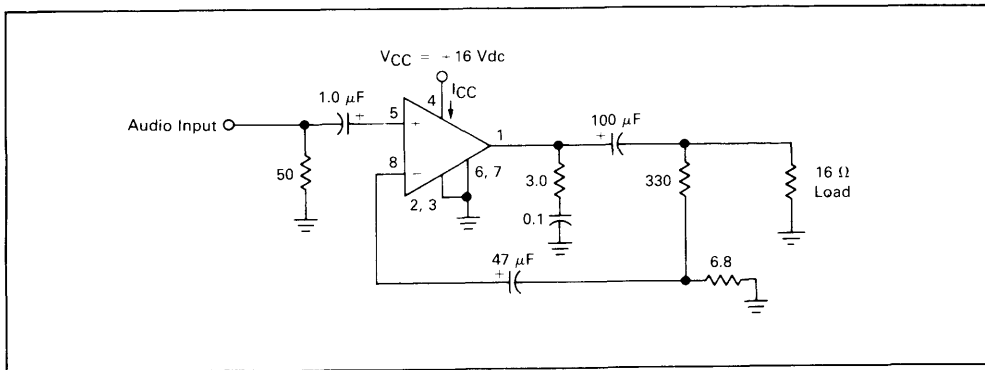 VCC = +16 Vdc
ICC
4
1.0 µF
+
Audio Input
5
+
50
8
−
1
6, 7
2, 3
100 µF
+
3.0
0.1
330
16 Ω
Load
47 µF
+
6.8